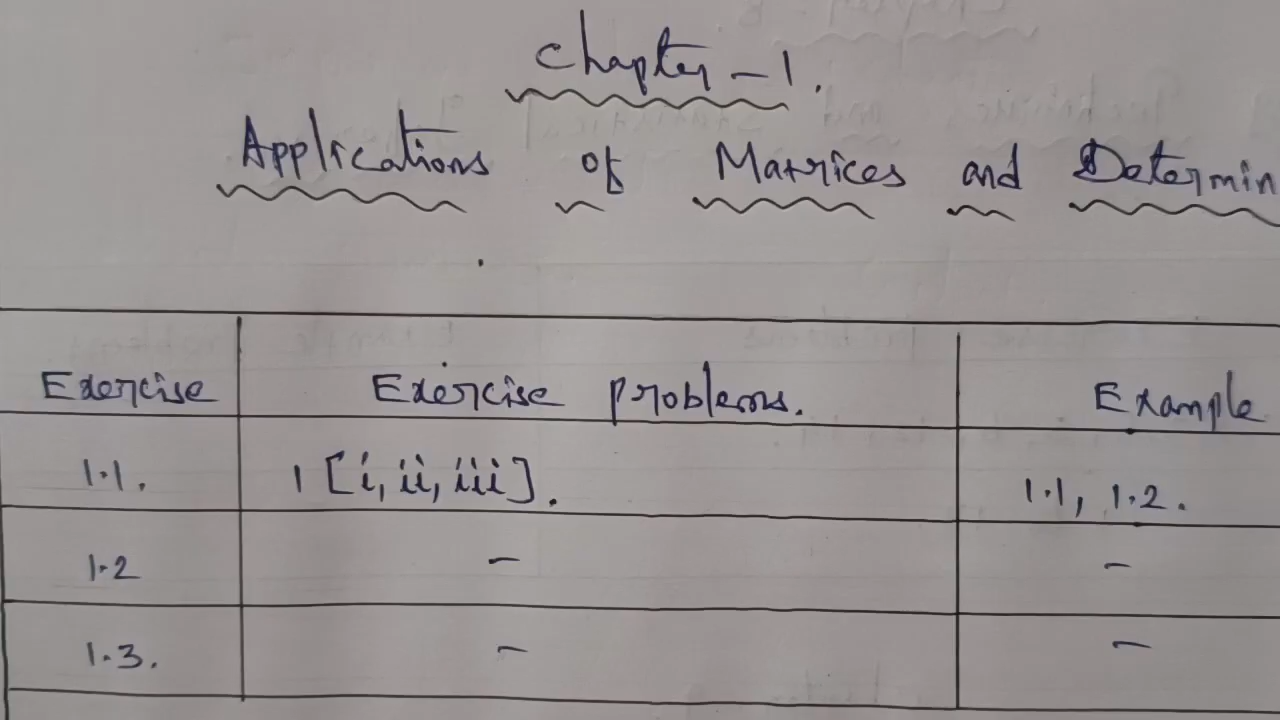 Chapter - 1.
Applications of Matrices and Determin
Exercise Exercise problems. Example
1.1. 1 [i, ii, iii]. 1.1, 1.2.
1.2 - -
1.3. - -